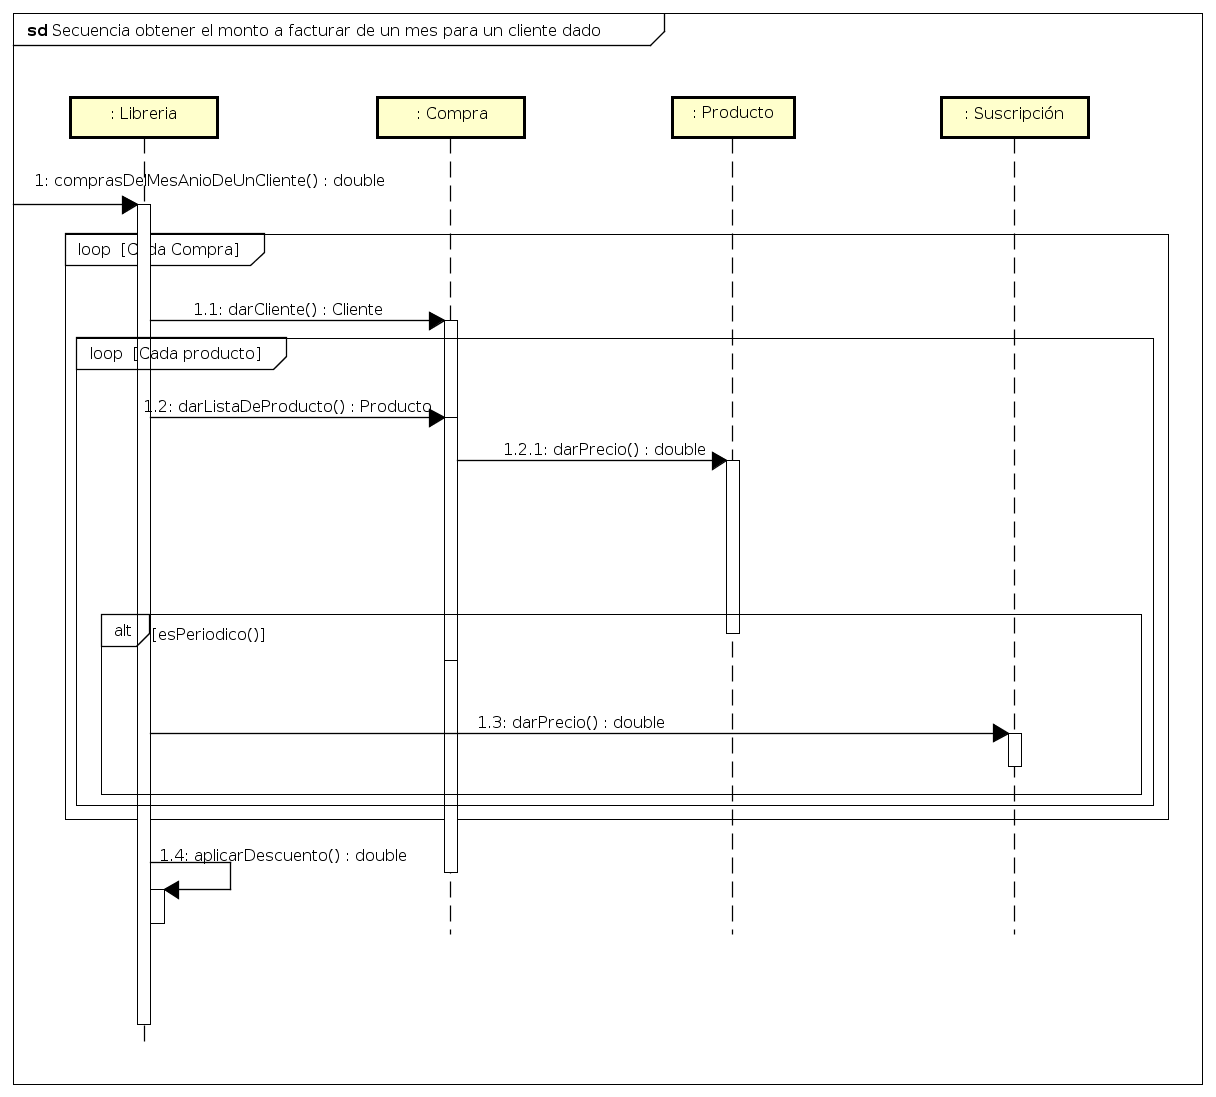 sd Secuencia obtener el monto a facturar de un mes para un cliente dado
: Libreria
: Compra
: Producto
: Suscripción
1: comprasDeMesAnioDeUnCliente() : double
loop [Cada Compra]
1.1: darCliente() : Cliente
loop [Cada producto]
1.2: darListaDeProducto() : Producto
1.2.1: darPrecio() : double
alt
[esPeriodico()]
1.3: darPrecio() : double
1.4: aplicarDescuento() : double